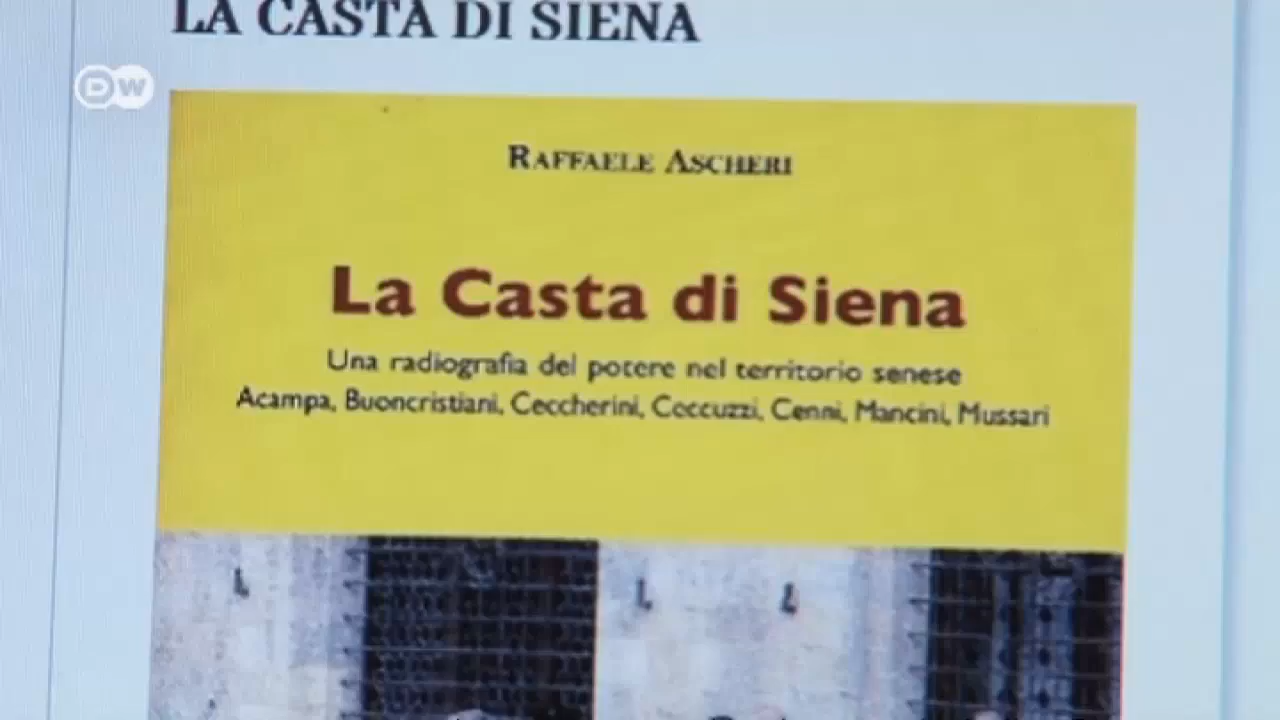 LA CASTA DI SIENA
DW
RAFFAELE ASCHERI
La Casta di Siena
Una radiografia del potere nel territorio senese
Acampa, Buoncristiani, Ceccherini, Ceccuzzi, Cenni, Mancini, Mussari